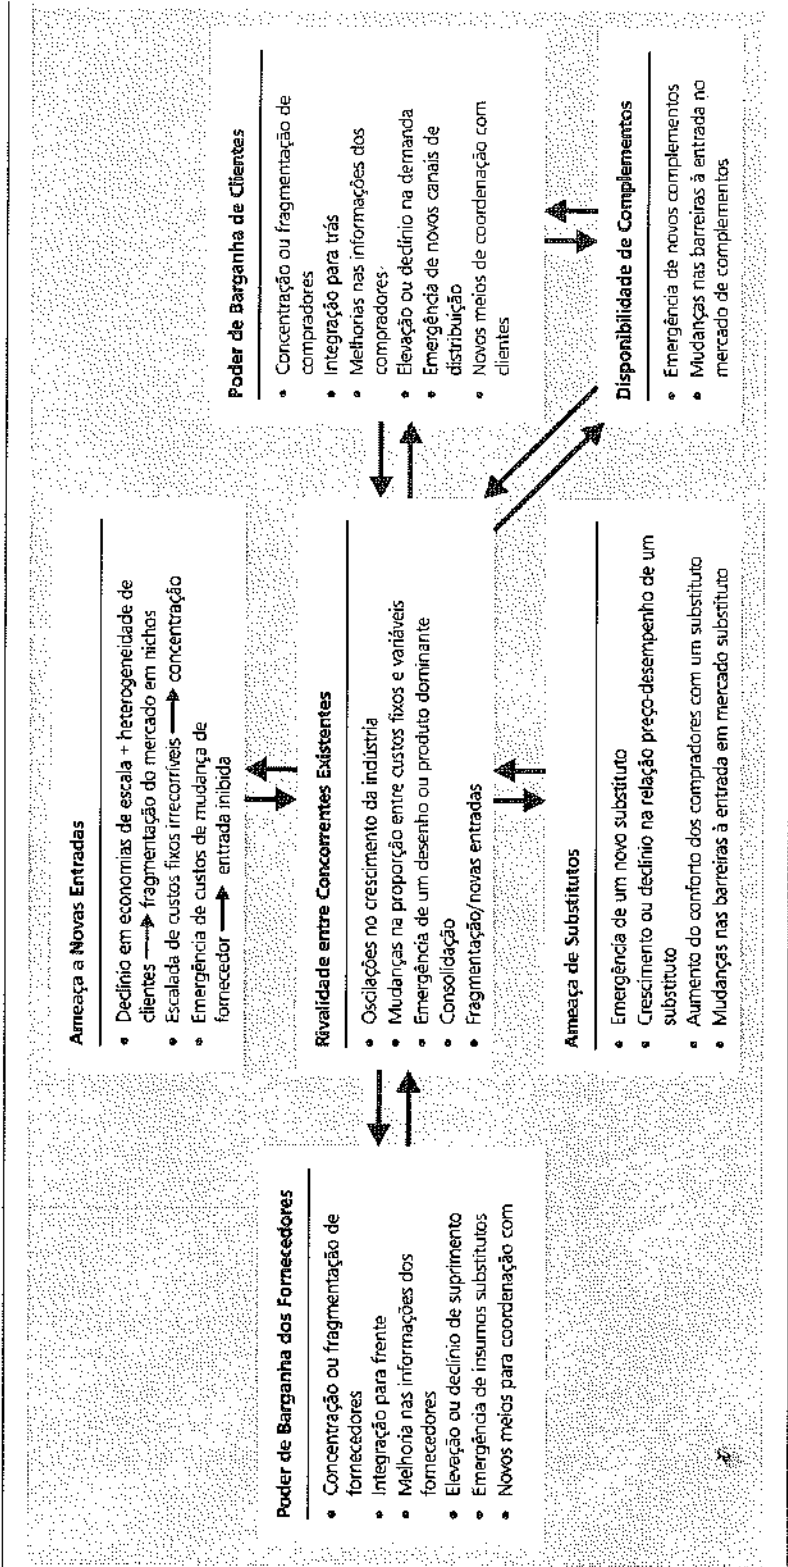 Poder de Barganha dos Fornecedores
• Concentração ou fragmentação de
fornecedores
• Integração para frente
• Melhoria nas informações dos
fornecedores
• Elevação ou declínio de suprimento
• Emergência de insumos substitutos
• Novos meios para coordenação com
Ameaça a Novas Entradas
• Declínio em economias de escala + heterogeneidade de
clientes → fragmentação do mercado em nichos
• Escalada de custos fixos irrecorríveis → concentração
• Emergência de custos de mudança de
fornecedor → entrada inibida
Rivalidade entre Concorrentes Existentes
• Oscilações no crescimento da indústria
• Mudanças na proporção entre custos fixos e variáveis
• Emergência de um desenho ou produto dominante
• Consolidação
• Fragmentação/novas entradas
Ameaça de Substitutos
• Emergência de um novo substituto
• Crescimento ou declínio na relação preço-desempenho de um
substituto
• Aumento do conforto dos compradores com um substituto
• Mudanças nas barreiras à entrada em mercado substituto
Poder de Barganha de Clientes
• Concentração ou fragmentação de
compradores
• Integração para trás
• Melhorias nas informações dos
compradores
• Elevação ou declínio na demanda
• Emergência de novos canais de
distribuição
• Novos meios de coordenação com
clientes
Disponibilidade de Complementos
• Emergência de novos complementos
• Mudanças nas barreiras à entrada no
mercado de complementos